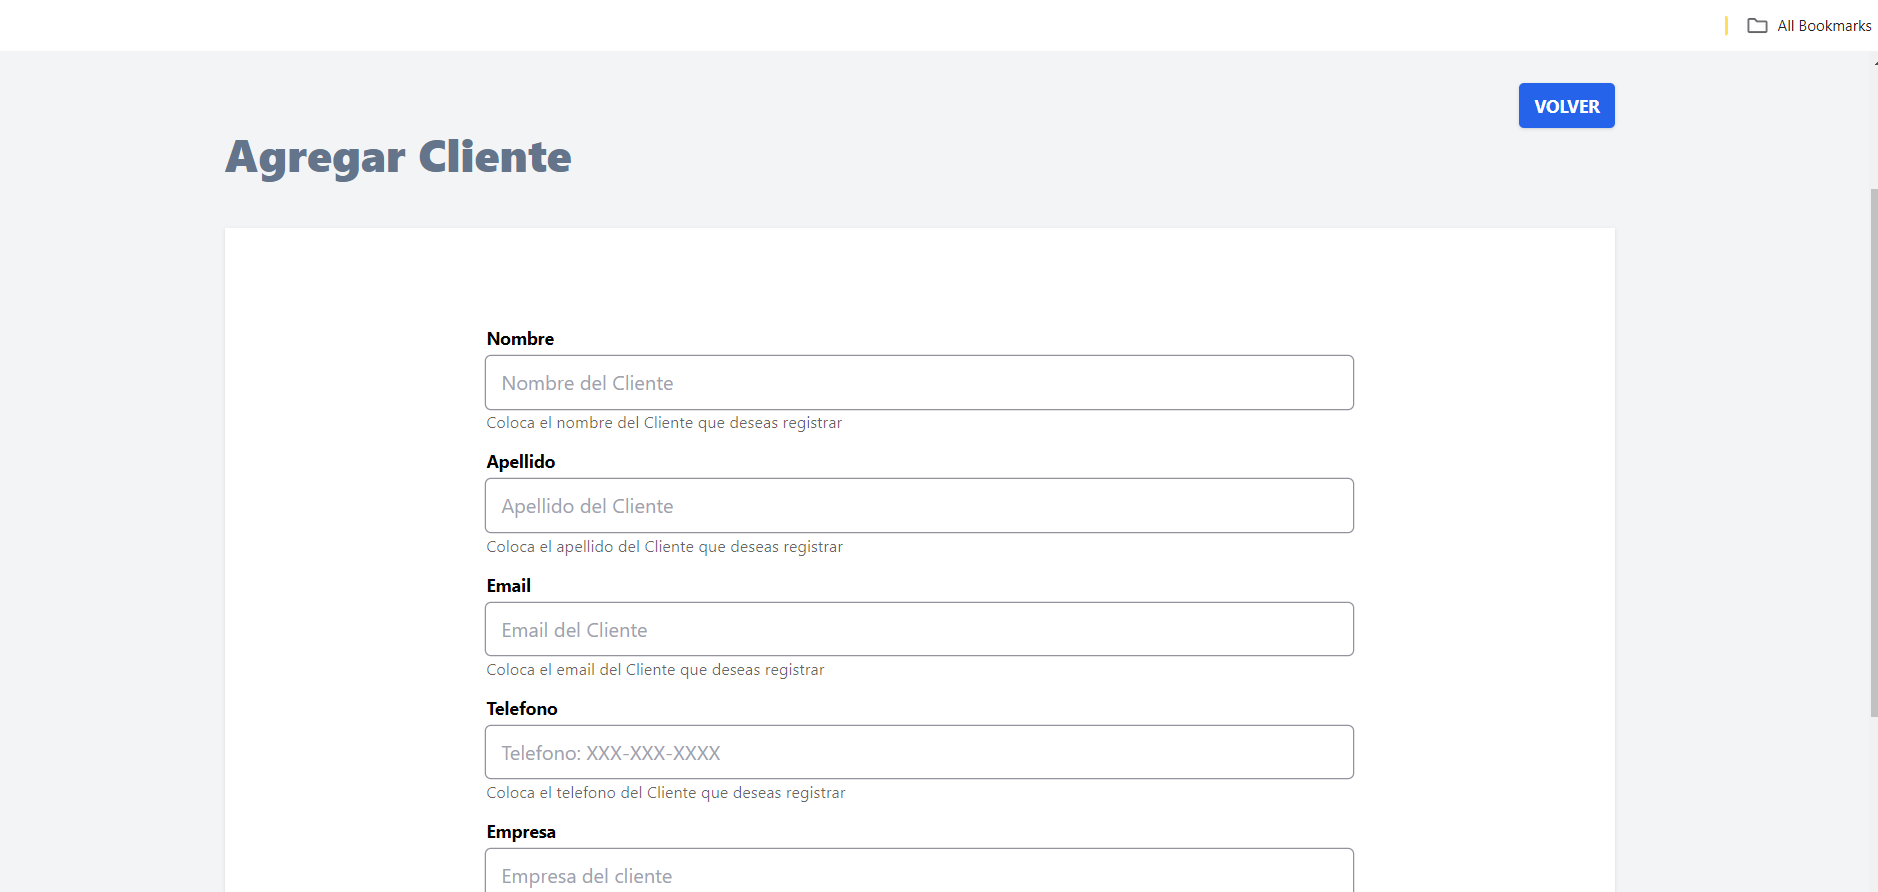 All Bookmarks
VOLVER
Agregar Cliente
Nombre
Nombre del Cliente
Coloca el nombre del Cliente que deseas registrar
Apellido
Apellido del Cliente
Coloca el apellido del Cliente que deseas registrar
Email
Email del Cliente
Coloca el email del Cliente que deseas registrar
Telefono
Telefono: XXX-XXX-XXXX
Coloca el telefono del Cliente que deseas registrar
Empresa
Empresa del cliente